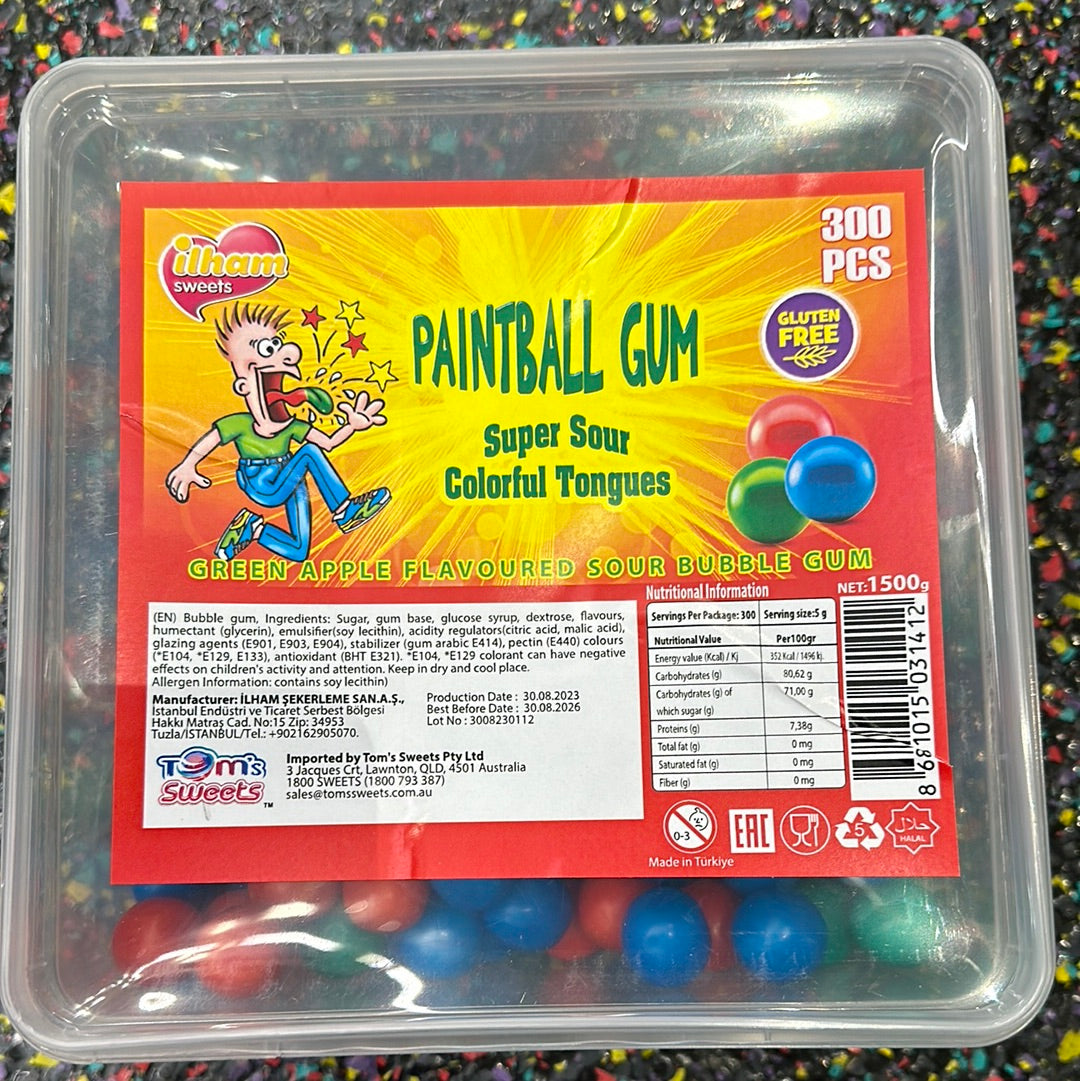 ilham
sweets
300
PCS
GLUTEN
FREE
PAINTBALL GUM
Super Sour
Colorful Tongues
GREEN APPLE FLAVOURED SOUR BUBBLE GUM
NET:1500g
(EN) Bubble gum, Ingredients: Sugar, gum base, glucose syrup, dextrose, flavours,
humectant (glycerin), emulsifier(soy lecithin), acidity regulators(citric acid, malic acid),
glazing agents (E901, E903, E904), stabilizer (gum arabic E414), pectin (E440) colours
(*E104, *E129, E133), antioxidant (BHT E321). *E104, *E129 colorant can have negative
effects on children's activity and attention. Keep in dry and cool place.
Allergen Information: contains soy lecithin)
Manufacturer: İLHAM ŞEKERLEME SAN.A.Ş.,
İstanbul Endüstri ve Ticaret Serbest Bölgesi
Hakkı Matraş Cad. No:15 Zip: 34953
Tuzla/İSTANBUL/Tel.: +902162905070.
Production Date : 30.08.2023
Best Before Date : 30.08.2026
Lot No : 3008230112
Tom's
Sweets
TM
Imported by Tom's Sweets Pty Ltd
3 Jacques Crt, Lawnton, QLD, 4501 Australia
1800 SWEETS (1800 793 387)
sales@tomssweets.com.au
Nutritional Information
Servings Per Package: 300 Serving size:5 g
Nutritional Value Per100gr
Energy value (Kcal) / Kj 352 Kcal / 1496 kj.
Carbohydrates (g) 80,62 g
Carbohydrates (g) of 71,00 g
which sugar (g)
Proteins (g) 7,38g
Total fat (g) 0 mg
Saturated fat (g) 0 mg
Fiber (g) 0 mg
8 681015 031412
0-3
EAC
5
حلال
HALAL
Made in Türkiye